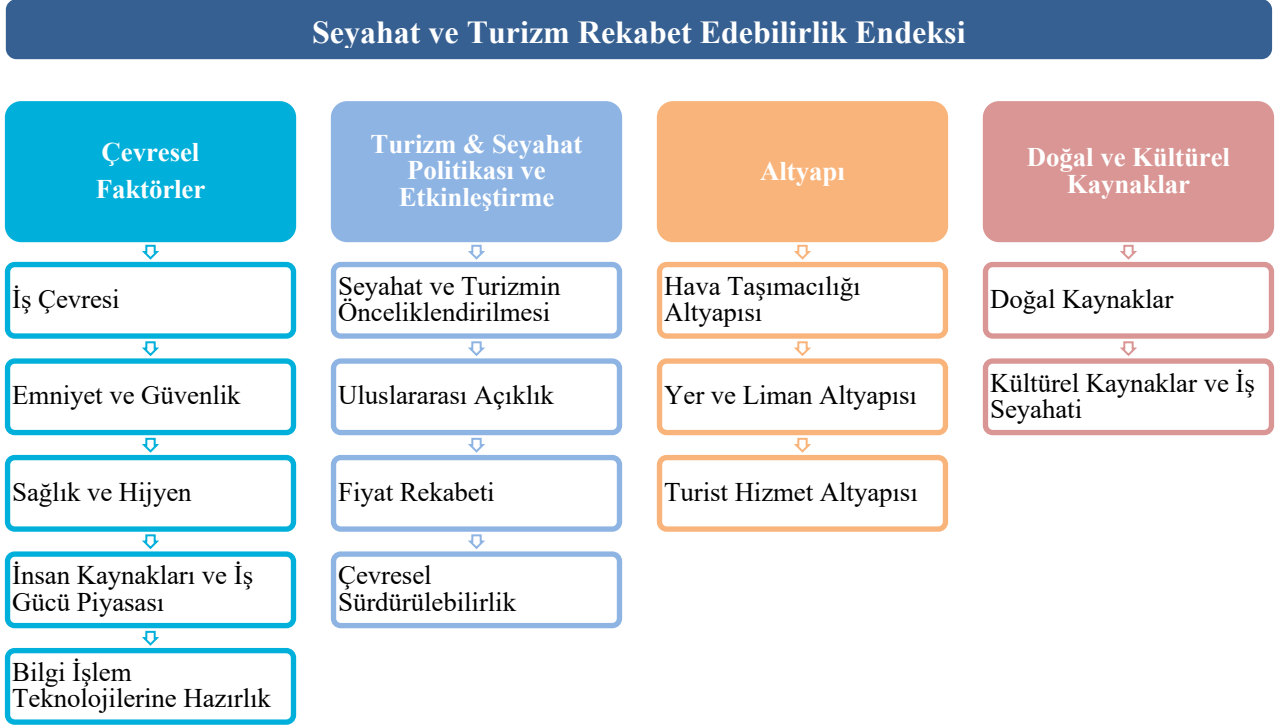 Seyahat ve Turizm Rekabet Edebilirlik Endeksi
Çevresel
Faktörler
İş Çevresi
Emniyet ve Güvenlik
Sağlık ve Hijyen
İnsan Kaynakları ve İş
Gücü Piyasası
Bilgi İşlem
Teknolojilerine Hazırlık
Turizm & Seyahat
Politikası ve
Etkinleştirme
Seyahat ve Turizmin
Önceliklendirilmesi
Uluslararası Açıklık
Fiyat Rekabeti
Çevresel
Sürdürülebilirlik
Altyapı
Hava Taşımacılığı
Altyapısı
Yer ve Liman Altyapısı
Turist Hizmet Altyapısı
Doğal ve Kültürel
Kaynaklar
Doğal Kaynaklar
Kültürel Kaynaklar ve İş
Seyahati